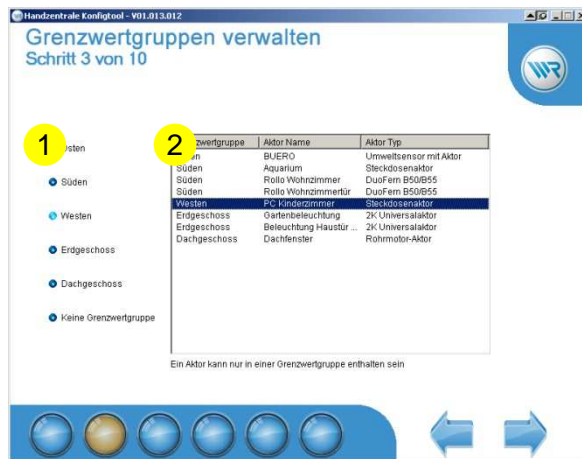 Handzentrale Konfigtool - V01.013.012
Grenzwertgruppen verwalten
Schritt 3 von 10
WR
1
2
sten
zwertgruppe Aktor Name Aktor Typ
en BUERO Umweltsensor mit Aktor
Süden Aquarium Steckdosenaktor
Süden Rollo Wohnzimmer DuoFern B50/B55
Süden Rollo Wohnzimmertür DuoFern B50/B55
Westen PC Kinderzimmer Steckdosenaktor
Erdgeschoss Gartenbeleuchtung 2K Universalaktor
Erdgeschoss Beleuchtung Haustür ... 2K Universalaktor
Dachgeschoss Dachfenster Rohrmotor-Aktor
Süden
Westen
Erdgeschoss
Dachgeschoss
Keine Grenzwertgruppe
Ein Aktor kann nur in einer Grenzwertgruppe enthalten sein